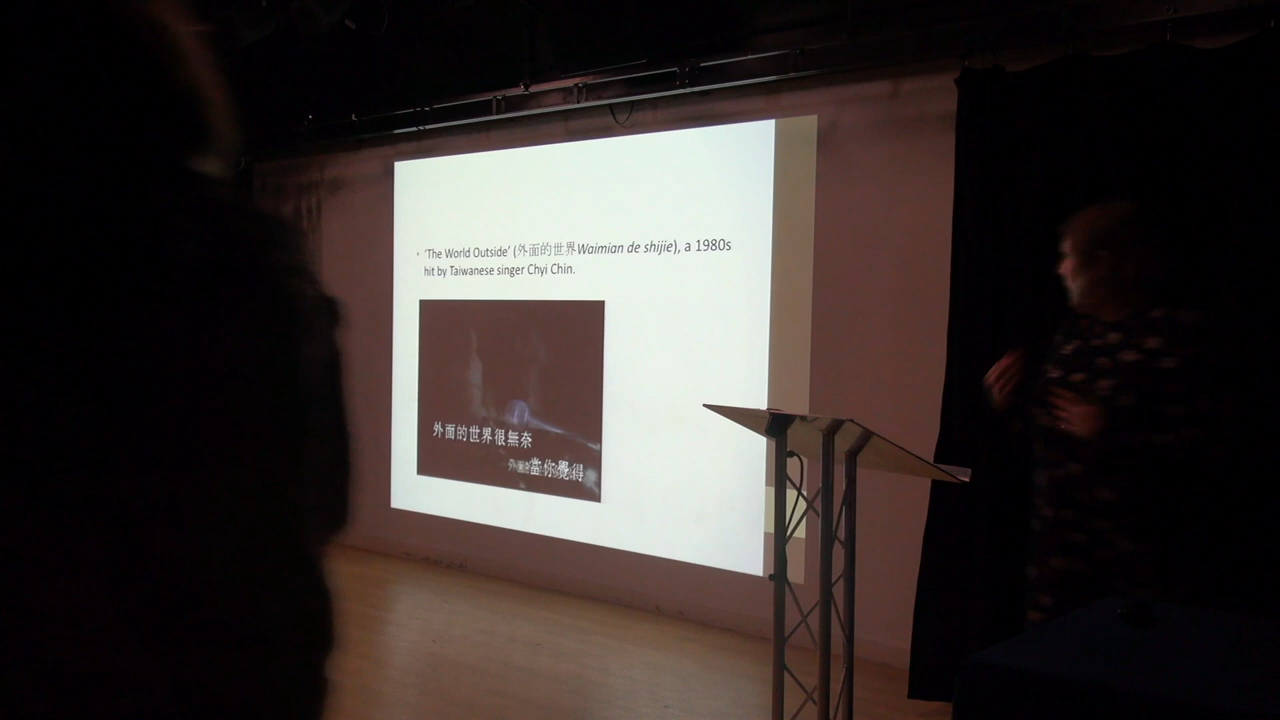 ‘The World Outside’ (外面的世界Waimian de shijie), a 1980s
hit by Taiwanese singer Chyi Chin.
外面的世界很無奈
當你覺得